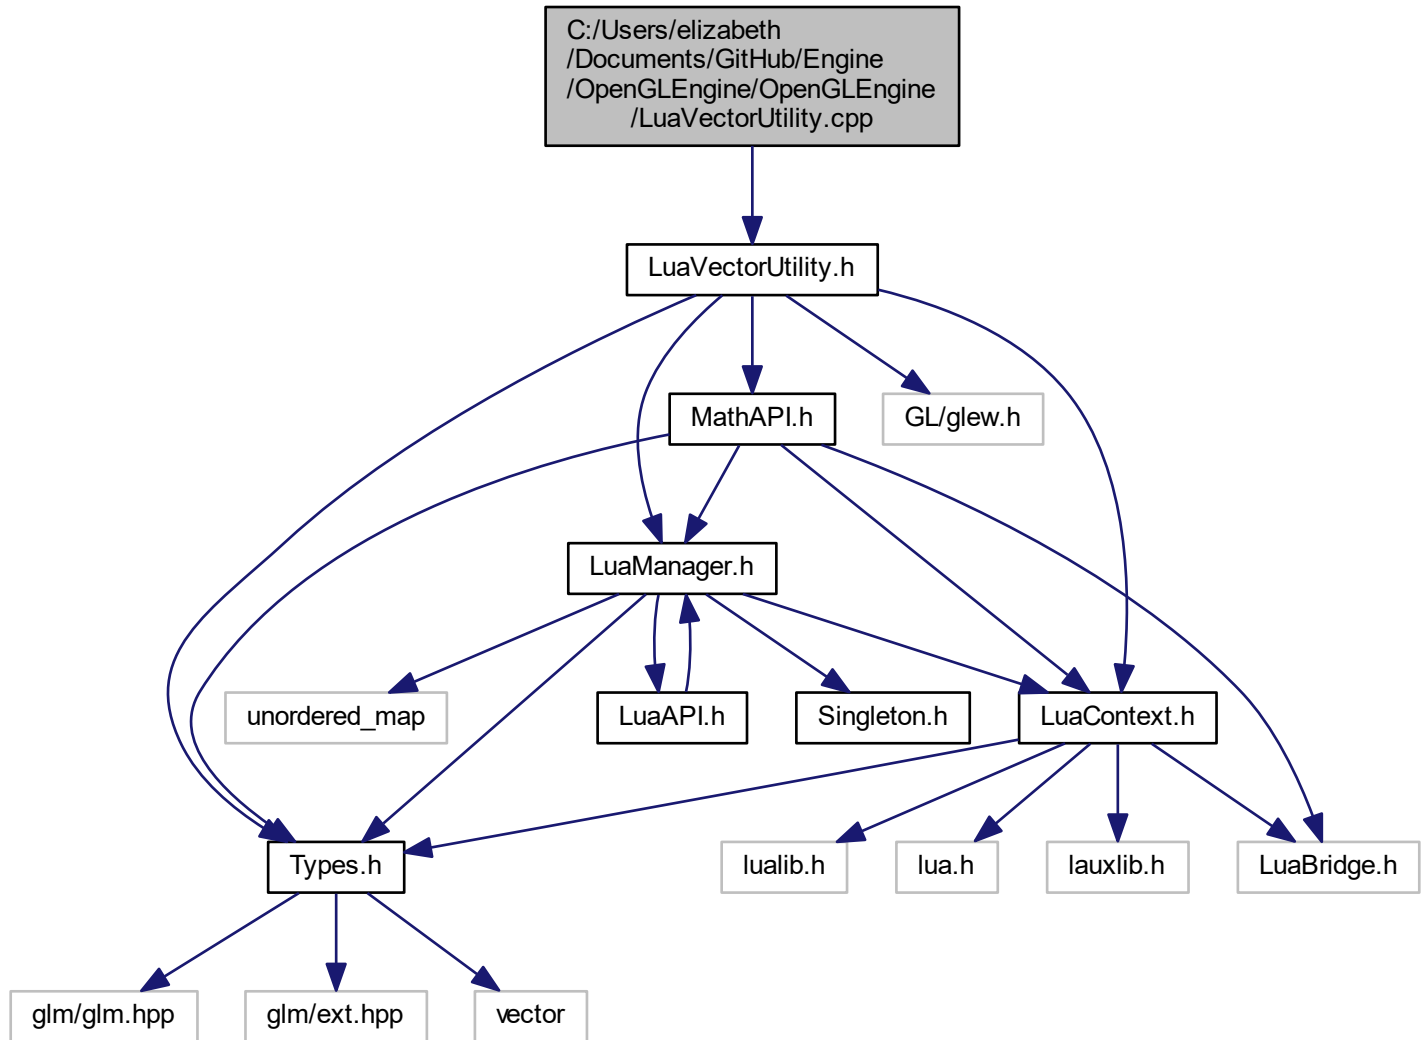 C:/Users/elizabeth
/Documents/GitHub/Engine
/OpenGLEngine/OpenGLEngine
/LuaVectorUtility.cpp
LuaVectorUtility.h
MathAPI.h
GL/glew.h
LuaManager.h
unordered_map
LuaAPI.h
Singleton.h
LuaContext.h
Types.h
lualib.h
lua.h
lauxlib.h
LuaBridge.h
glm/glm.hpp
glm/ext.hpp
vector